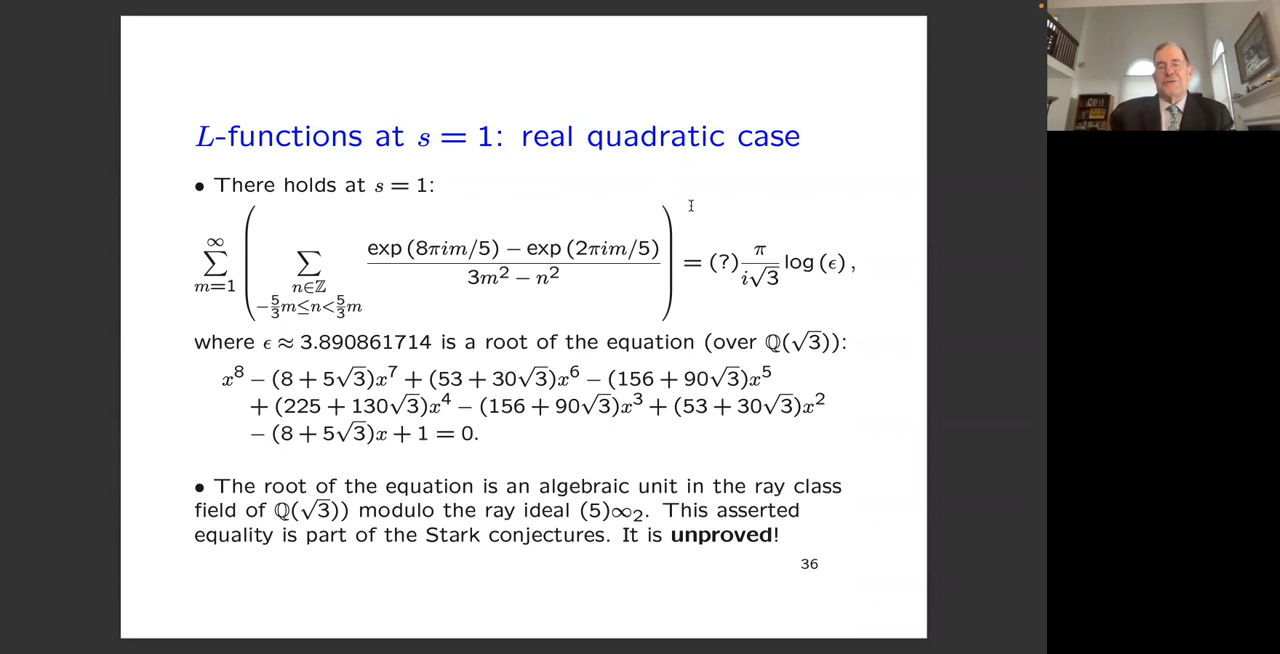 L-functions at s = 1: real quadratic case
• There holds at s = 1:
∞
∑
m=1
(
∑
n∈ℤ
−5/3m≤n<5/3m
exp (8πim/5) − exp (2πim/5)
3m² − n²
)
= (?) π/i√3 log (ϵ) ,
where ϵ ≈ 3.890861714 is a root of the equation (over ℚ(√3)):
x⁸ − (8 + 5√3)x⁷ + (53 + 30√3)x⁶ − (156 + 90√3)x⁵
+ (225 + 130√3)x⁴ − (156 + 90√3)x³ + (53 + 30√3)x²
− (8 + 5√3)x + 1 = 0.
• The root of the equation is an algebraic unit in the ray class
field of ℚ(√3)) modulo the ray ideal (5)∞₂. This asserted
equality is part of the Stark conjectures. It is unproved!
36